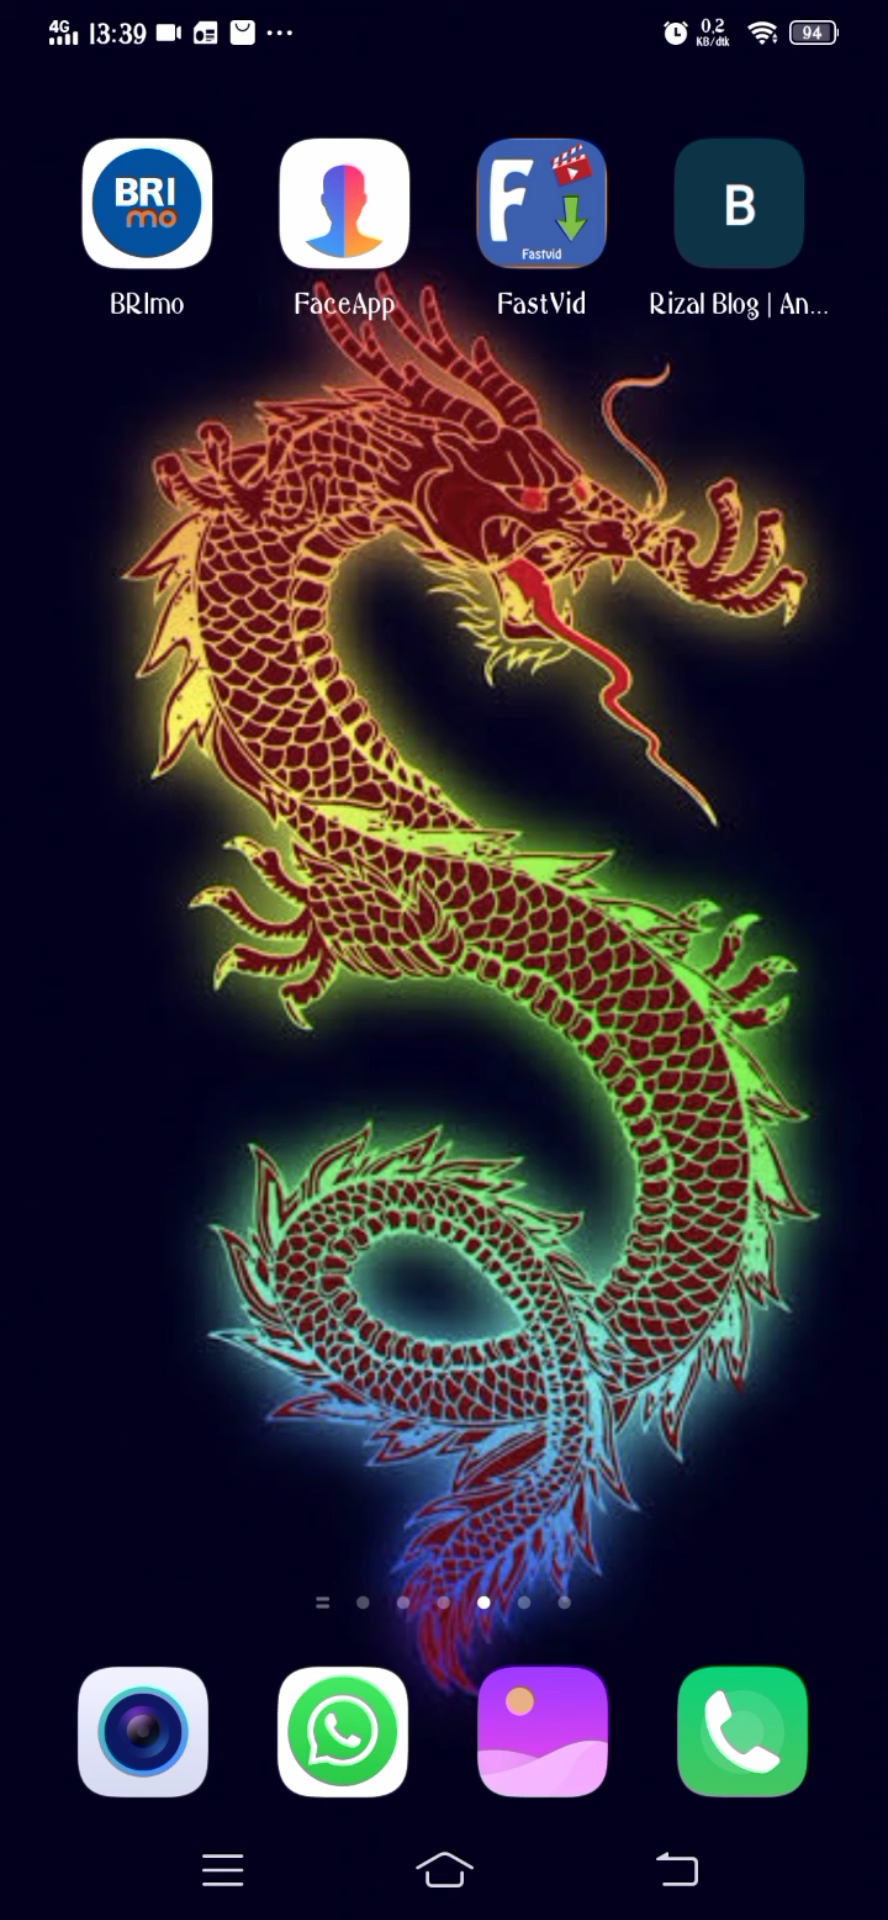 4G 13:39 0.2 KB/dtk 94
BRI
mo
F
Fastvid
B
BRImo FaceApp FastVid Rizal Blog | An...